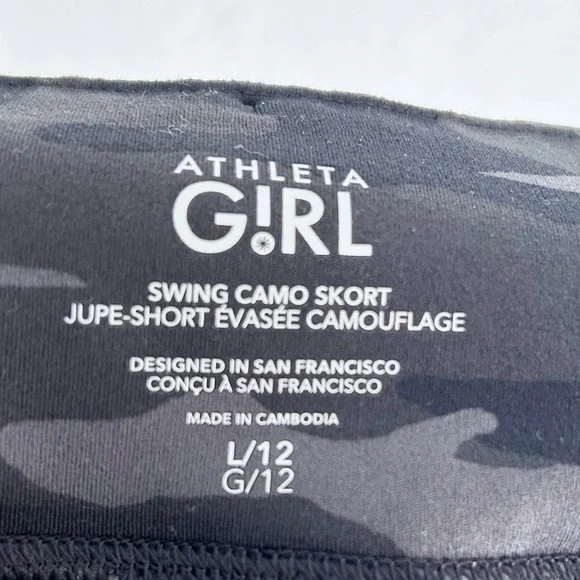 ATHLETA
G!RL
SWING CAMO SKORT
JUPE-SHORT ÉVASÉE CAMOUFLAGE
DESIGNED IN SAN FRANCISCO
CONÇU À SAN FRANCISCO
MADE IN CAMBODIA
L/12
G/12